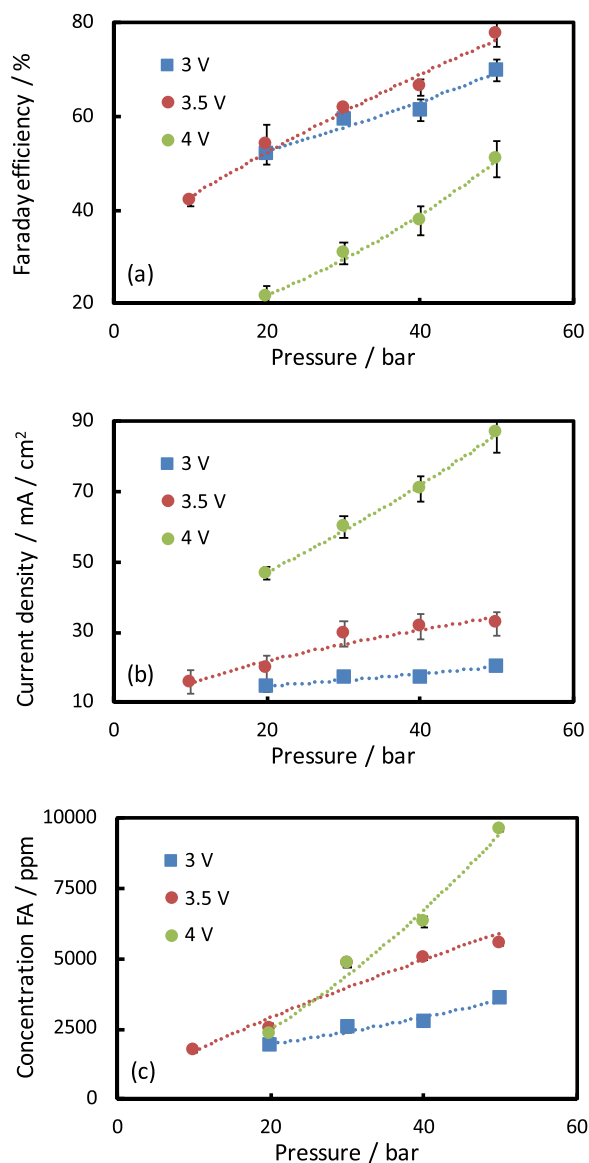 Faraday efficiency / %
80
60
40
20
3 V
3.5 V
4 V
(a)
0
20
40
60
Pressure / bar
Current density / mA / cm²
90
70
50
30
10
3 V
3.5 V
4 V
(b)
0
20
40
60
Pressure / bar
Concentration FA / ppm
10000
7500
5000
2500
0
3 V
3.5 V
4 V
(c)
0
20
40
60
Pressure / bar